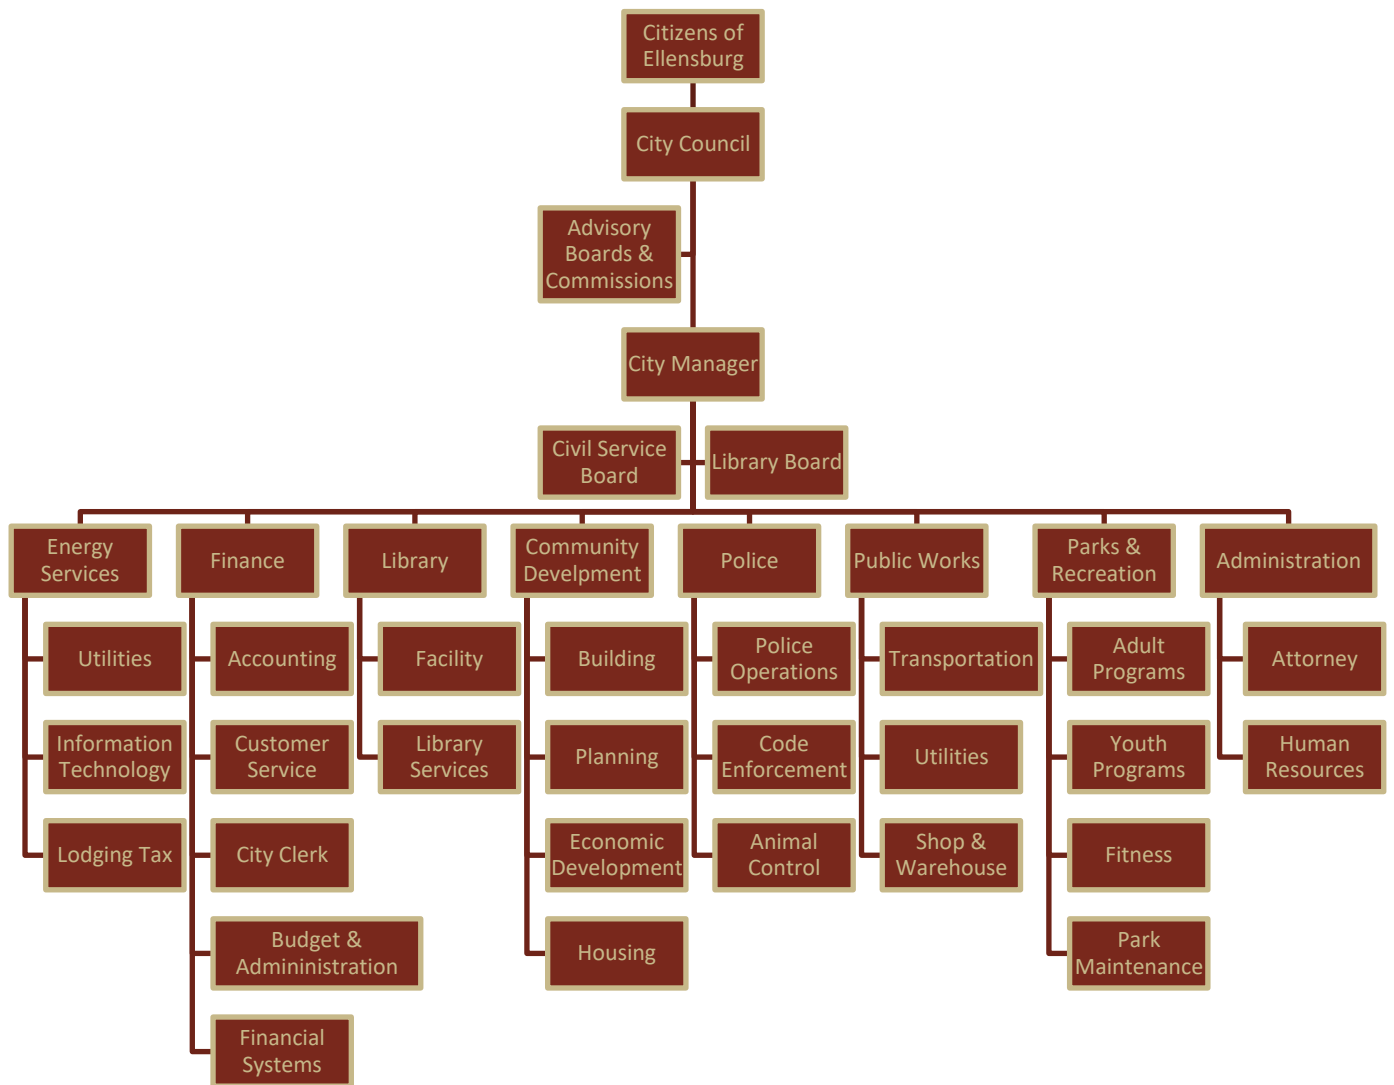 Citizens of
Ellensburg
City Council
Advisory
Boards &
Commissions
City Manager
Civil Service
Board
Library Board
Energy
Services
Finance
Library
Community
Develpment
Police
Public Works
Parks &
Recreation
Administration
Utilities
Information
Technology
Lodging Tax
Accounting
Customer
Service
City Clerk
Budget &
Admininistration
Financial
Systems
Facility
Library
Services
Building
Planning
Economic
Development
Housing
Police
Operations
Code
Enforcement
Animal
Control
Transportation
Utilities
Shop &
Warehouse
Adult
Programs
Youth
Programs
Fitness
Park
Maintenance
Attorney
Human
Resources